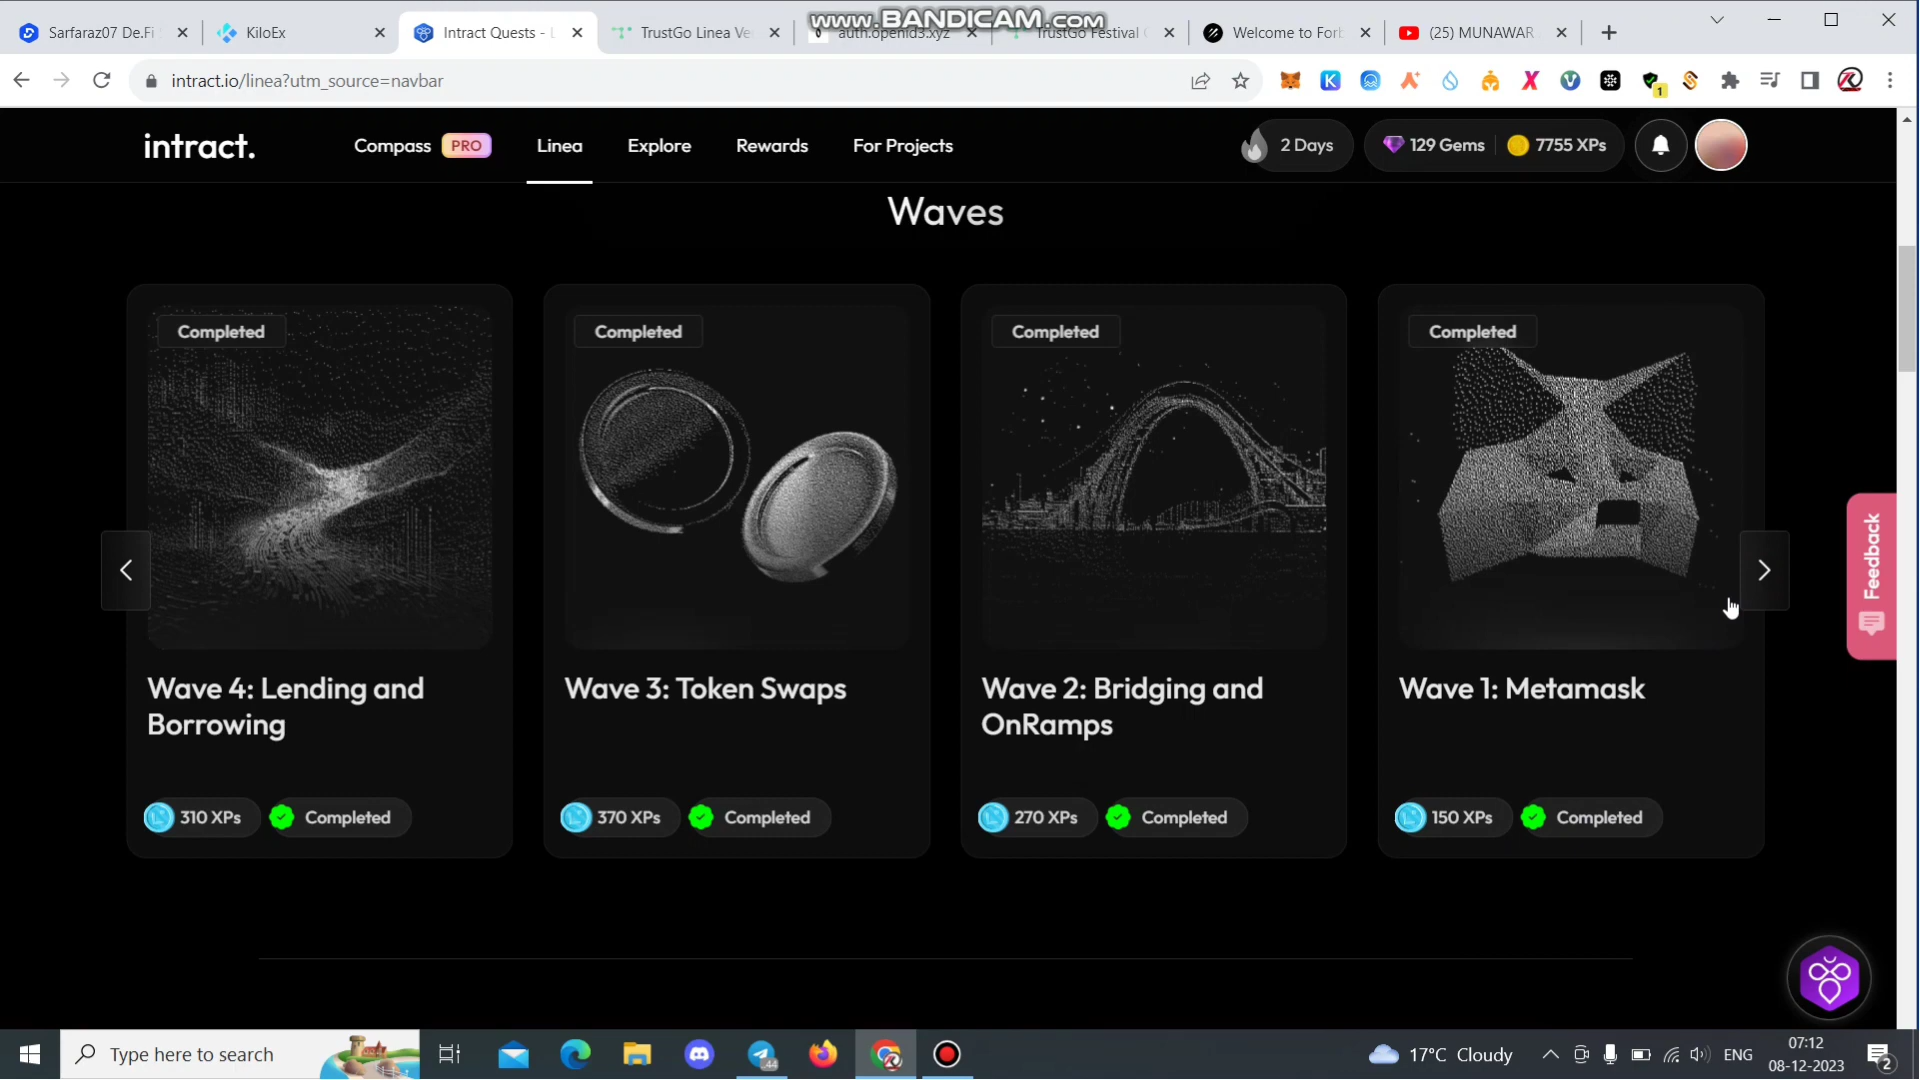 www.BANDICAM.com
Sarfaraz07 De.Fi
KiloEx
Intract Quests -
TrustGo Linea Ve
auth.openid3.xyz
TrustGo Festival
Welcome to Forb
(25) MUNAWAR
intract.io/linea?utm_source=navbar
1
intract.
Compass PRO
Linea
Explore
Rewards
For Projects
2 Days
129 Gems
7755 XPs
Waves
Completed
Completed
Completed
Completed
Wave 4: Lending and
Borrowing
Wave 3: Token Swaps
Wave 2: Bridging and
OnRamps
Wave 1: Metamask
310 XPs
Completed
370 XPs
Completed
270 XPs
Completed
150 XPs
Completed
Feedback
Type here to search
44
17°C Cloudy
ENG
07:12
08-12-2023
2